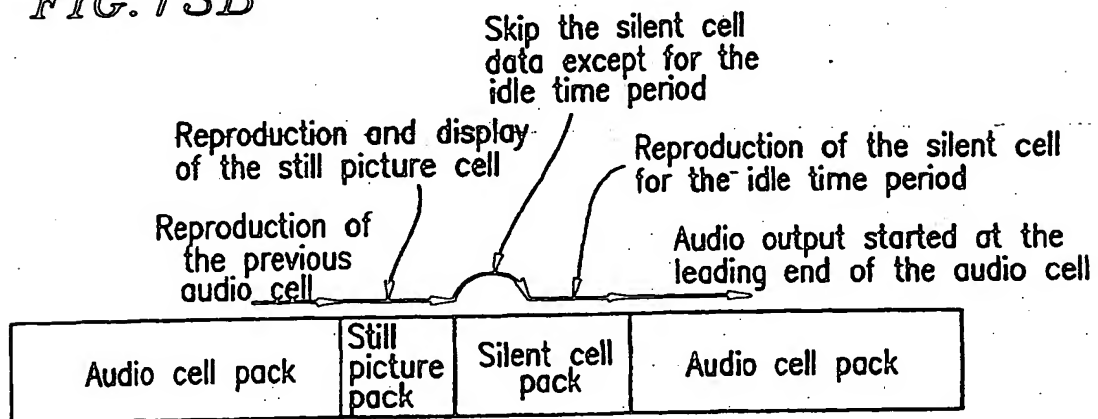 FIG. 73B
Skip the silent cell
data except for the
idle time period
Reproduction and display
of the still picture cell
Reproduction of the silent cell
for the idle time period
Reproduction of
the previous
audio cell
Audio output started at the
leading end of the audio cell
Audio cell pack
Still
picture
pack
Silent cell
pack
Audio cell pack